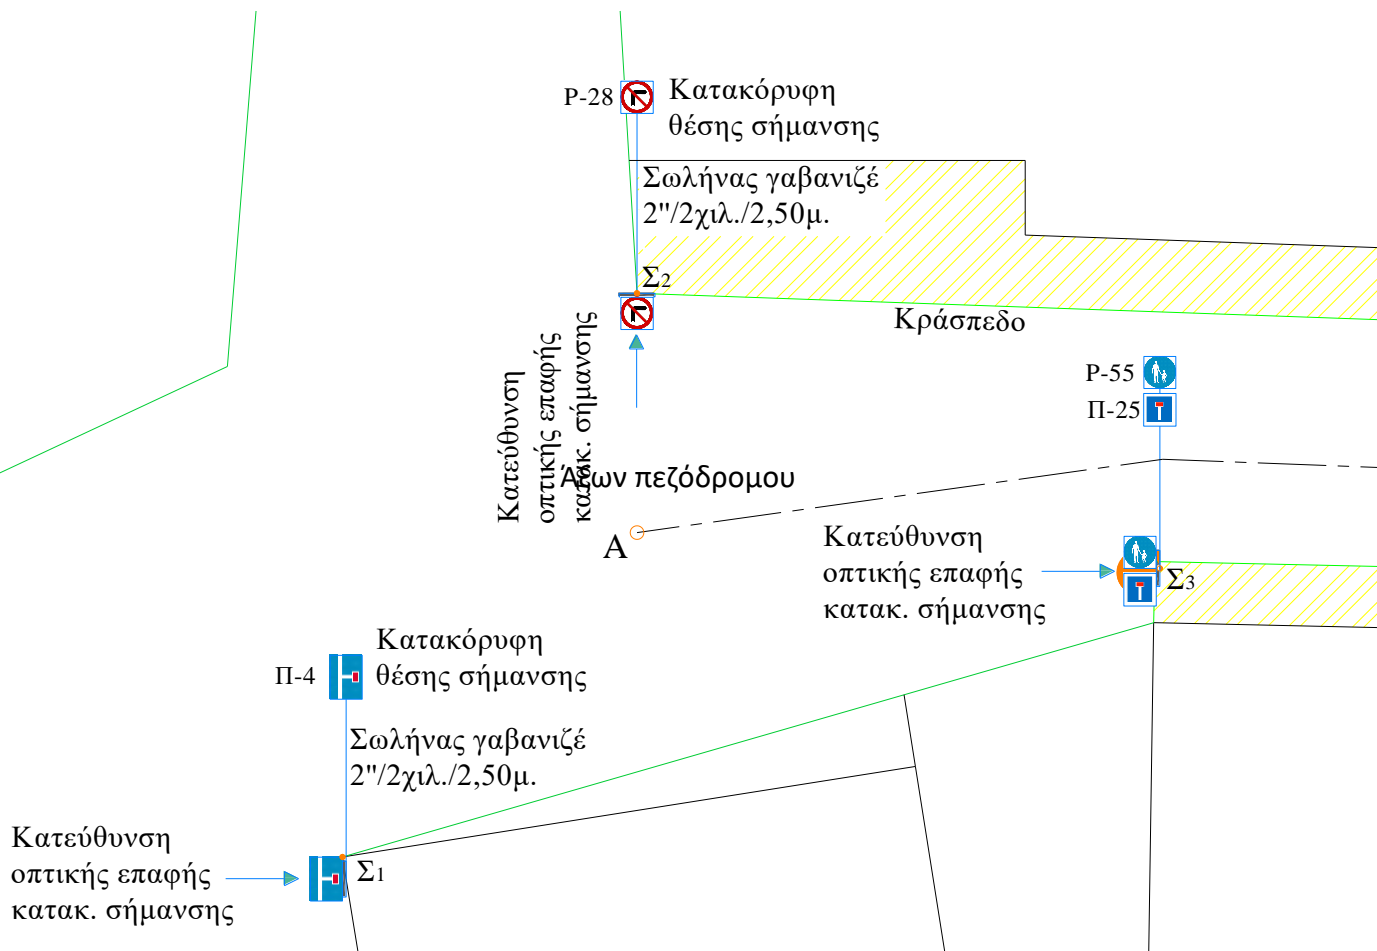 Ρ-28
Κατακόρυφη
θέσης σήμανσης
Σωλήνας γαβανιζέ
2"/2χιλ./2,50μ.
Σ2
Κράσπεδο
Κατεύθυνση
οπτικής επαφής
κατακ. σήμανσης
Ρ-55
Π-25
Άξων πεζόδρομου
Α
Κατεύθυνση
οπτικής επαφής
κατακ. σήμανσης
Σ3
Κατακόρυφη
θέσης σήμανσης
Π-4
Σωλήνας γαβανιζέ
2"/2χιλ./2,50μ.
Κατεύθυνση
οπτικής επαφής
κατακ. σήμανσης
Σ1